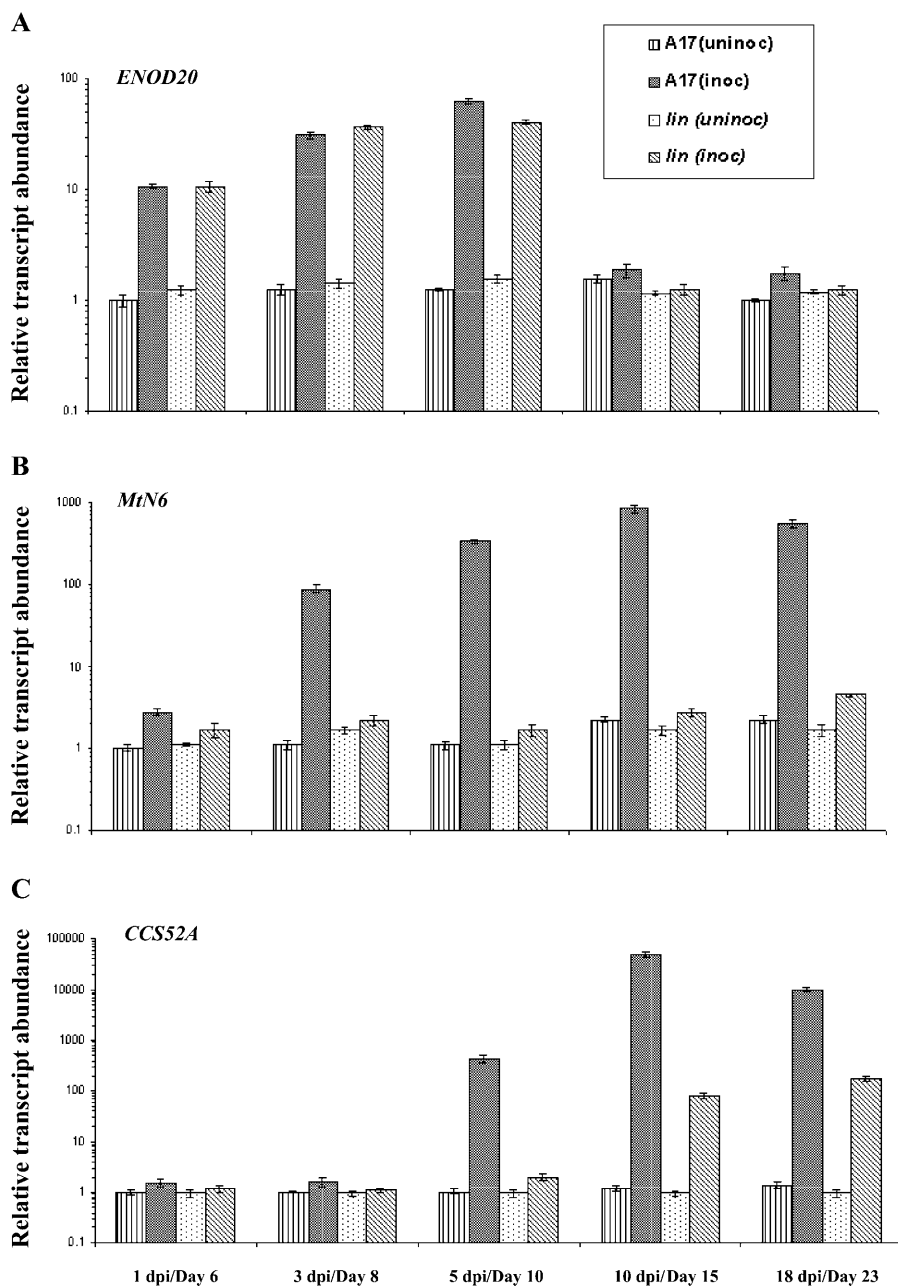 A
A17(uninoc)
A17(inoc)
lin (uninoc)
lin (inoc)
ENOD20
Relative transcript abundance
100
10
1
0.1
B
MtN6
Relative transcript abundance
1000
100
10
1
0.1
C
CCS52A
Relative transcript abundance
100000
10000
1000
100
10
1
0.1
1 dpi/Day 6 3 dpi/Day 8 5 dpi/Day 10 10 dpi/Day 15 18 dpi/Day 23